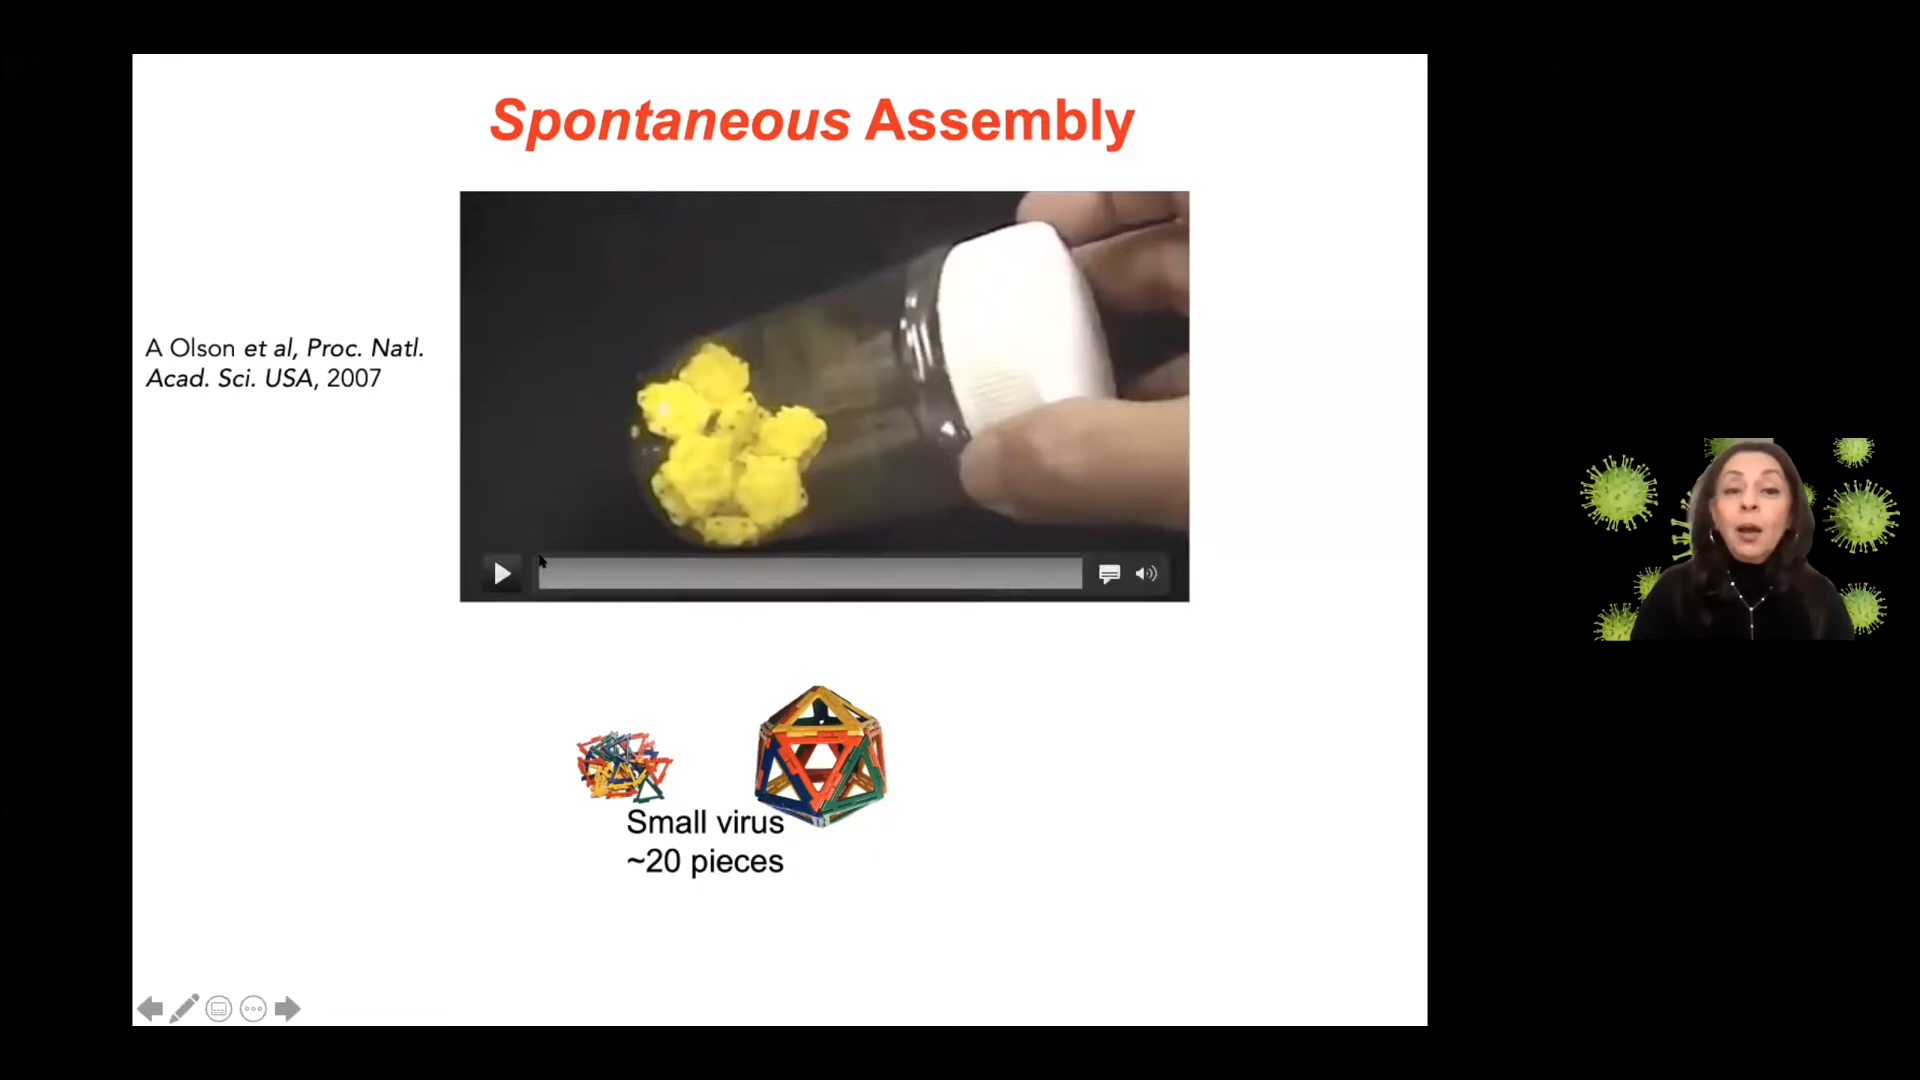 Spontaneous Assembly
A Olson et al, Proc. Natl.
Acad. Sci. USA, 2007
Small virus
~20 pieces